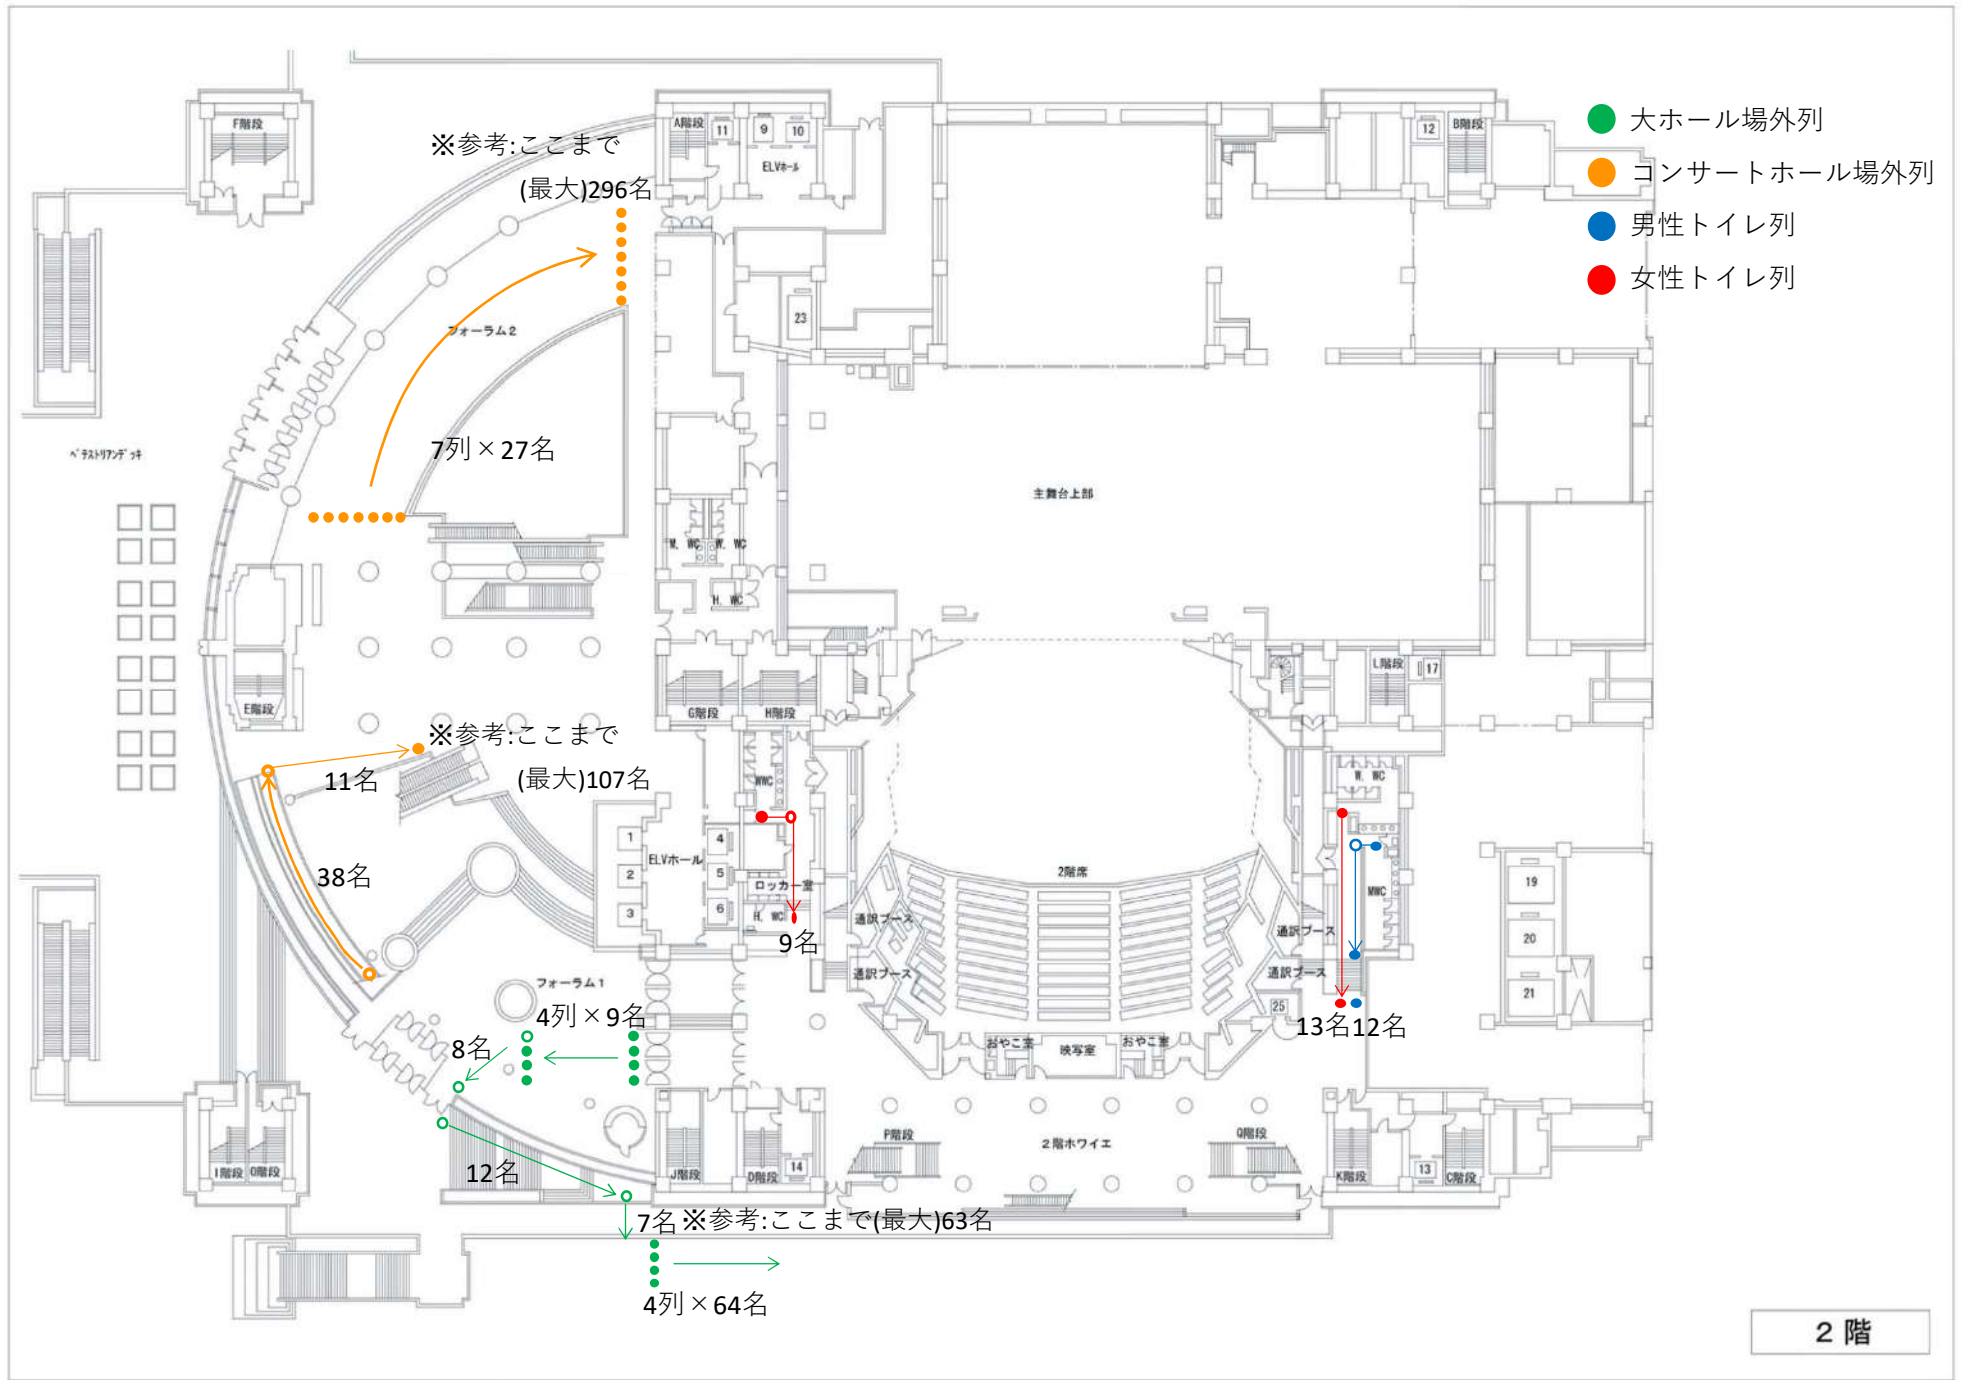 大ホール場外列
コンサートホール場外列
男性トイレ列
女性トイレ列
F階段
※参考:ここまで
(最大)296名
A階段
11
9
10
ELVホール
12
B階段
フォーラム2
23
7列×27名
ペデストリアンデッキ
主舞台上部
M. WC
W. WC
H. WC
E階段
G階段
H階段
L階段
17
※参考:ここまで
(最大)107名
11名
38名
WWC
W. WC
MWC
1
2
3
ELVホール
4
5
6
ロッカー室
H. WC
9名
2階席
通訳ブース
通訳ブース
通訳ブース
通訳ブース
19
20
21
25
13名
12名
フォーラム1
4列×9名
8名
おやこ室
映写室
おやこ室
12名
I階段
O階段
J階段
D階段
14
P階段
2階ホワイエ
Q階段
K階段
13
C階段
7名
※参考:ここまで(最大)63名
4列×64名
2階